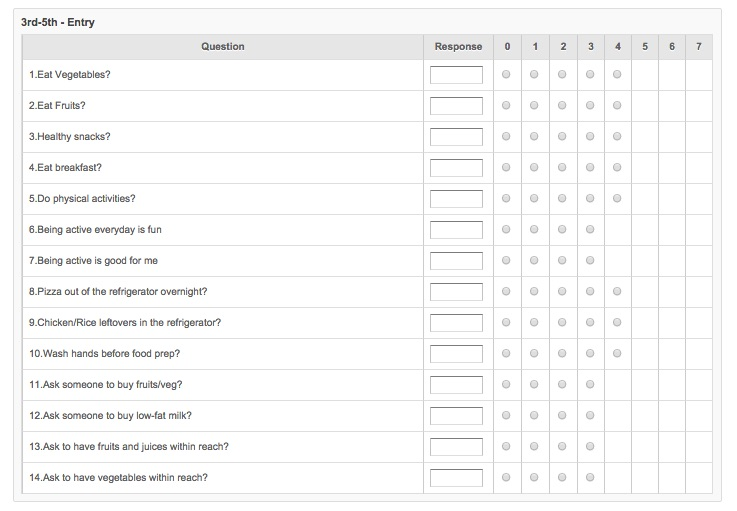 3rd-5th - Entry
Question Response 0 1 2 3 4 5 6 7
1.Eat Vegetables?
2.Eat Fruits?
3.Healthy snacks?
4.Eat breakfast?
5.Do physical activities?
6.Being active everyday is fun
7.Being active is good for me
8.Pizza out of the refrigerator overnight?
9.Chicken/Rice leftovers in the refrigerator?
10.Wash hands before food prep?
11.Ask someone to buy fruits/veg?
12.Ask someone to buy low-fat milk?
13.Ask to have fruits and juices within reach?
14.Ask to have vegetables within reach?